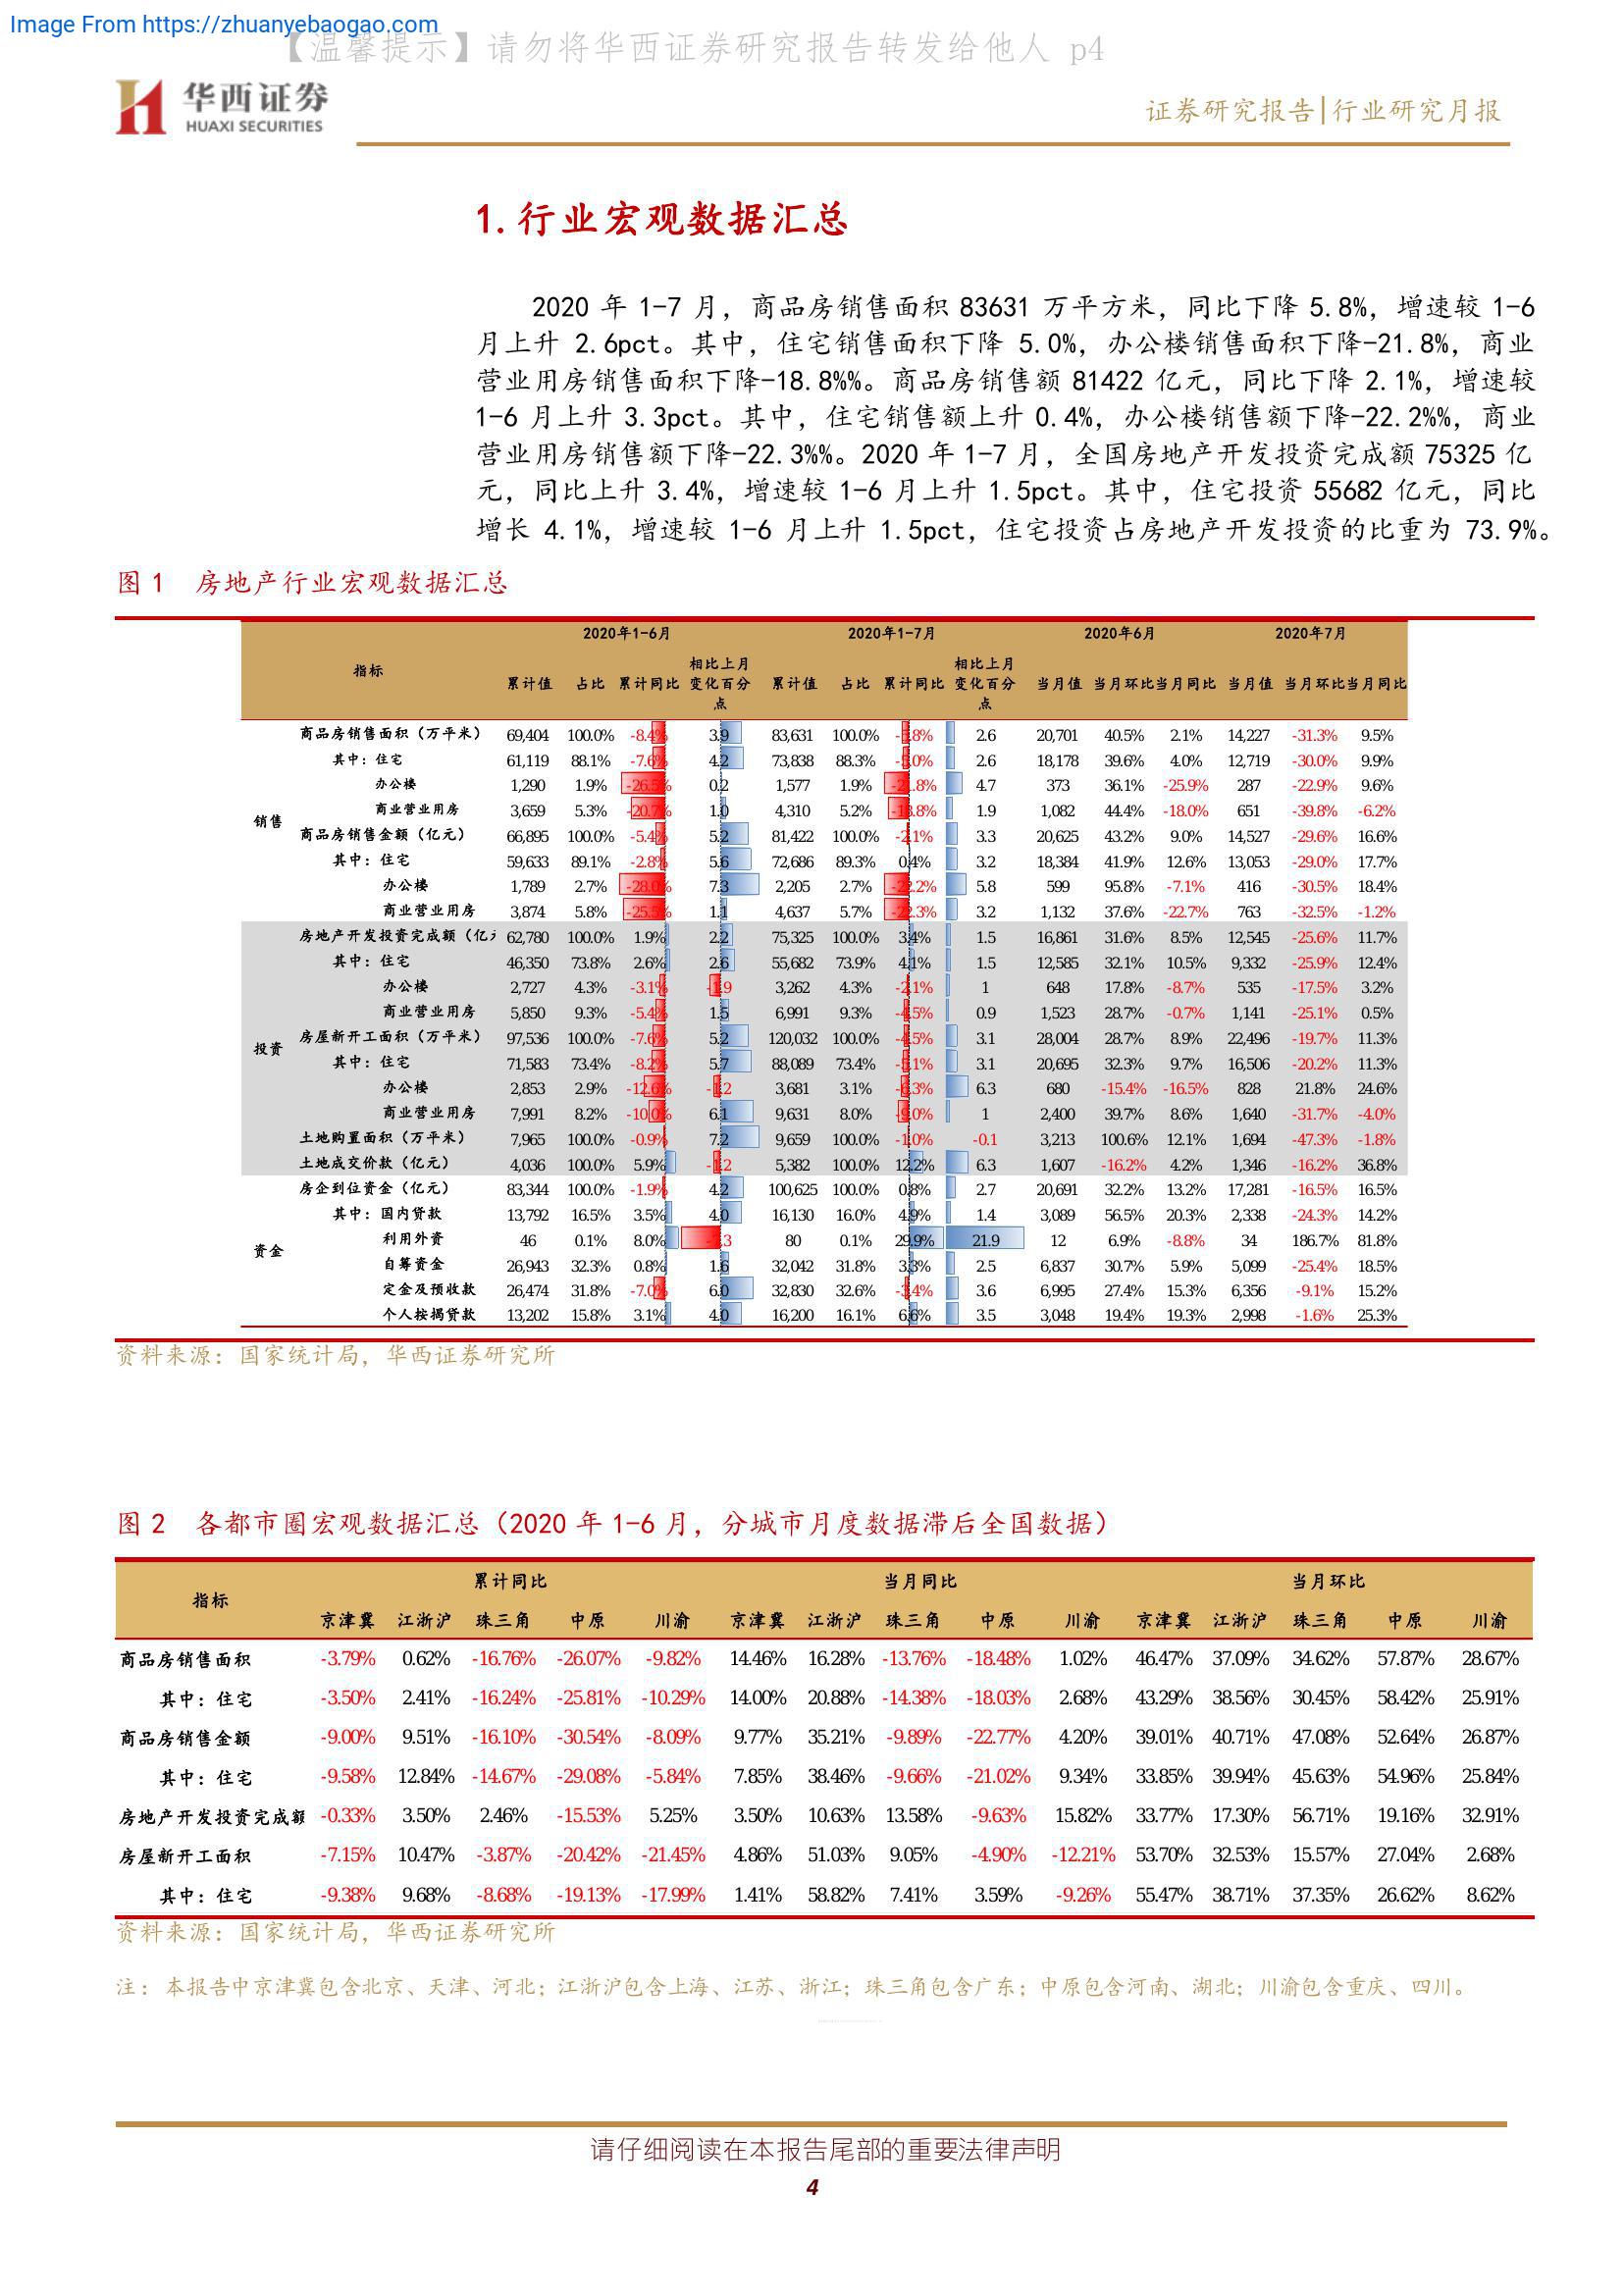 Image From https://zhuanyebaogao.com
【温馨提示】请勿将华西证券研究报告转发给他人 p4
华西证券
HUAXI SECURITIES
证券研究报告|行业研究月报
1. 行业宏观数据汇总
2020 年 1-7 月，商品房销售面积 83631 万平方米，同比下降 5.8%，增速较 1-6
月上升 2.6pct。其中，住宅销售面积下降 5.0%，办公楼销售面积下降-21.8%，商业
营业用房销售面积下降-18.8%%。商品房销售额 81422 亿元，同比下降 2.1%，增速较
1-6 月上升 3.3pct。其中，住宅销售额上升 0.4%，办公楼销售额下降-22.2%%，商业
营业用房销售额下降-22.3%%。2020 年 1-7 月，全国房地产开发投资完成额 75325 亿
元，同比上升 3.4%，增速较 1-6 月上升 1.5pct。其中，住宅投资 55682 亿元，同比
增长 4.1%，增速较 1-6 月上升 1.5pct，住宅投资占房地产开发投资的比重为 73.9%。
图 1 房地产行业宏观数据汇总
2020年1-6月 2020年1-7月 2020年6月 2020年7月
指标 累计值 占比 累计同比 相比上月变化百分点 累计值 占比 累计同比 相比上月变化百分点 当月值 当月环比 当月同比 当月值 当月环比 当月同比
销售
商品房销售面积（万平米） 69,404 100.0% -8.4% 3.9 83,631 100.0% -5.8% 2.6 20,701 40.5% 2.1% 14,227 -31.3% 9.5%
其中：住宅 61,119 88.1% -7.6% 4.2 73,838 88.3% -5.0% 2.6 18,178 39.6% 4.0% 12,719 -30.0% 9.9%
办公楼 1,290 1.9% -26.5% 0.2 1,577 1.9% -21.8% 4.7 373 36.1% -25.9% 287 -22.9% 9.6%
商业营业用房 3,659 5.3% -20.7% 1.0 4,310 5.2% -18.8% 1.9 1,082 44.4% -18.0% 651 -39.8% -6.2%
商品房销售金额（亿元） 66,895 100.0% -5.4% 5.2 81,422 100.0% -2.1% 3.3 20,625 43.2% 9.0% 14,527 -29.6% 16.6%
其中：住宅 59,633 89.1% -2.8% 5.6 72,686 89.3% 0.4% 3.2 18,384 41.9% 12.6% 13,053 -29.0% 17.7%
办公楼 1,789 2.7% -28.0% 7.3 2,205 2.7% -22.2% 5.8 599 95.8% -7.1% 416 -30.5% 18.4%
商业营业用房 3,874 5.8% -25.5% 1.1 4,637 5.7% -22.3% 3.2 1,132 37.6% -22.7% 763 -32.5% -1.2%
投资
房地产开发投资完成额（亿 62,780 100.0% 1.9% 2.2 75,325 100.0% 3.4% 1.5 16,861 31.6% 8.5% 12,545 -25.6% 11.7%
其中：住宅 46,350 73.8% 2.6% 2.6 55,682 73.9% 4.1% 1.5 12,585 32.1% 10.5% 9,332 -25.9% 12.4%
办公楼 2,727 4.3% -3.1% -1.9 3,262 4.3% -2.1% 1 648 17.8% -8.7% 535 -17.5% 3.2%
商业营业用房 5,850 9.3% -5.4% 1.5 6,991 9.3% -4.5% 0.9 1,523 28.7% -0.7% 1,141 -25.1% 0.5%
房屋新开工面积（万平米） 97,536 100.0% -7.6% 5.2 120,032 100.0% -4.5% 3.1 28,004 28.7% 8.9% 22,496 -19.7% 11.3%
其中：住宅 71,583 73.4% -8.2% 5.7 88,089 73.4% -5.1% 3.1 20,695 32.3% 9.7% 16,506 -20.2% 11.3%
办公楼 2,853 2.9% -12.6% -1.2 3,681 3.1% -6.3% 6.3 680 -15.4% -16.5% 828 21.8% 24.6%
商业营业用房 7,991 8.2% -10.0% 6.1 9,631 8.0% -9.0% 1 2,400 39.7% 8.6% 1,640 -31.7% -4.0%
土地购置面积（万平米） 7,965 100.0% -0.9% 7.2 9,659 100.0% -1.0% -0.1 3,213 100.6% 12.1% 1,694 -47.3% -1.8%
土地成交价款（亿元） 4,036 100.0% 5.9% -1.2 5,382 100.0% 12.2% 6.3 1,607 -16.2% 4.2% 1,346 -16.2% 36.8%
资金
房企到位资金（亿元） 83,344 100.0% -1.9% 4.2 100,625 100.0% 0.8% 2.7 20,691 32.2% 13.2% 17,281 -16.5% 16.5%
其中：国内贷款 13,792 16.5% 3.5% 4.0 16,130 16.0% 4.9% 1.4 3,089 56.5% 20.3% 2,338 -24.3% 14.2%
利用外资 46 0.1% 8.0% 80 0.1% 29.9% 21.9 12 6.9% -8.8% 34 186.7% 81.8%
自筹资金 26,943 32.3% 0.8% 1.6 32,042 31.8% 3.3% 2.5 6,837 30.7% 5.9% 5,099 -25.4% 18.5%
定金及预收款 26,474 31.8% -7.0% 6.0 32,830 32.6% -3.4% 3.6 6,995 27.4% 15.3% 6,356 -9.1% 15.2%
个人按揭贷款 13,202 15.8% 3.1% 4.0 16,200 16.1% 6.6% 3.5 3,048 19.4% 19.3% 2,998 -1.6% 25.3%
资料来源：国家统计局，华西证券研究所
图 2 各都市圈宏观数据汇总（2020 年 1-6 月，分城市月度数据滞后全国数据）
累计同比 当月同比 当月环比
指标 京津冀 江浙沪 珠三角 中原 川渝 京津冀 江浙沪 珠三角 中原 川渝 京津冀 江浙沪 珠三角 中原 川渝
商品房销售面积 -3.79% 0.62% -16.76% -26.07% -9.82% 14.46% 16.28% -13.76% -18.48% 1.02% 46.47% 37.09% 34.62% 57.87% 28.67%
其中：住宅 -3.50% 2.41% -16.24% -25.81% -10.29% 14.00% 20.88% -14.38% -18.03% 2.68% 43.29% 38.56% 30.45% 58.42% 25.91%
商品房销售金额 -9.00% 9.51% -16.10% -30.54% -8.09% 9.77% 35.21% -9.89% -22.77% 4.20% 39.01% 40.71% 47.08% 52.64% 26.87%
其中：住宅 -9.58% 12.84% -14.67% -29.08% -5.84% 7.85% 38.46% -9.66% -21.02% 9.34% 33.85% 39.94% 45.63% 54.96% 25.84%
房地产开发投资完成额 -0.33% 3.50% 2.46% -15.53% 5.25% 3.50% 10.63% 13.58% -9.63% 15.82% 33.77% 17.30% 56.71% 19.16% 32.91%
房屋新开工面积 -7.15% 10.47% -3.87% -20.42% -21.45% 4.86% 51.03% 9.05% -4.90% -12.21% 53.70% 32.53% 15.57% 27.04% 2.68%
其中：住宅 -9.38% 9.68% -8.68% -19.13% -17.99% 1.41% 58.82% 7.41% 3.59% -9.26% 55.47% 38.71% 37.35% 26.62% 8.62%
资料来源：国家统计局，华西证券研究所
注：本报告中京津冀包含北京、天津、河北；江浙沪包含上海、江苏、浙江；珠三角包含广东；中原包含河南、湖北；川渝包含重庆、四川。
请仔细阅读在本报告尾部的重要法律声明
4